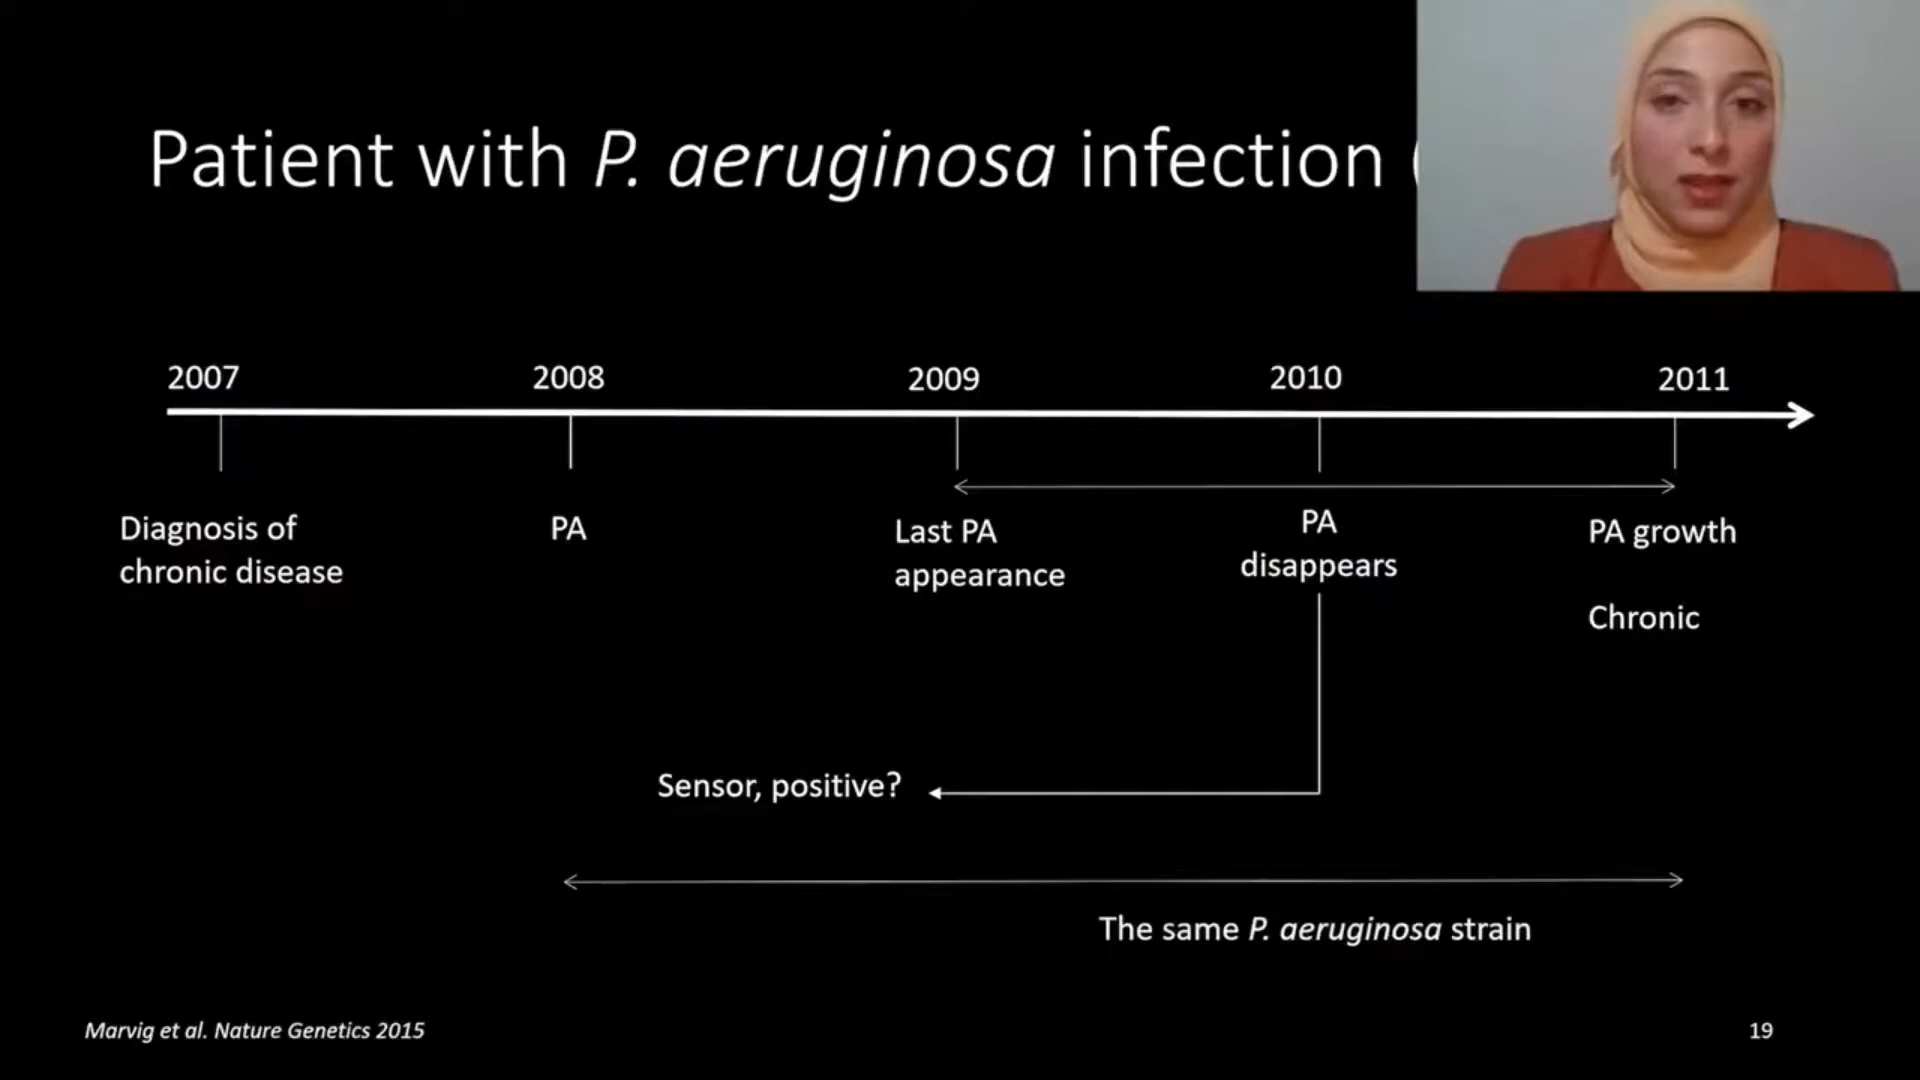 Patient with P. aeruginosa infection (
2007 2008 2009 2010 2011
Diagnosis of
chronic disease
PA
Last PA
appearance
PA
disappears
PA growth
Chronic
Sensor, positive?
The same P. aeruginosa strain
Marvig et al. Nature Genetics 2015
19